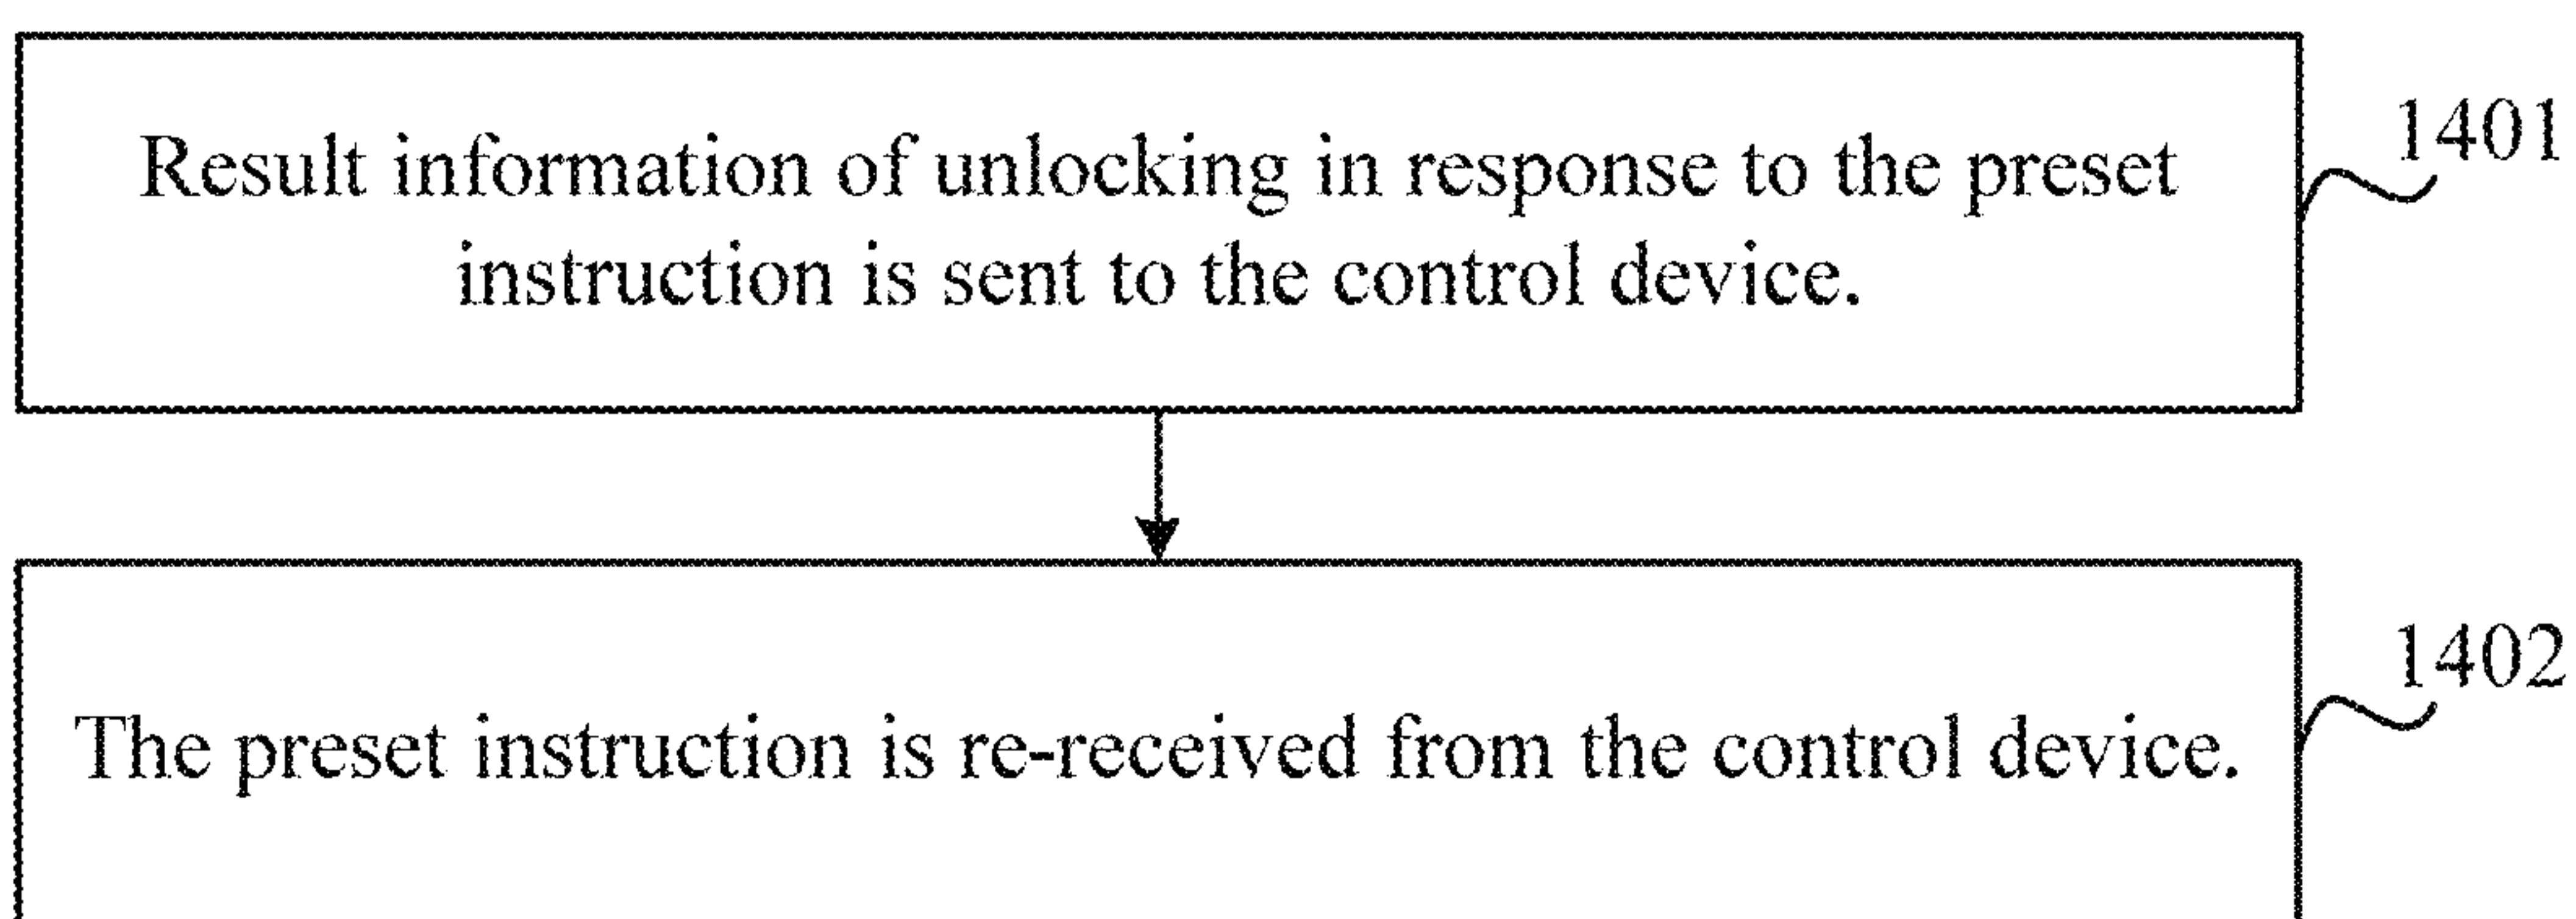 Result information of unlocking in response to the preset
instruction is sent to the control device.
1401
The preset instruction is re-received from the control device.
1402